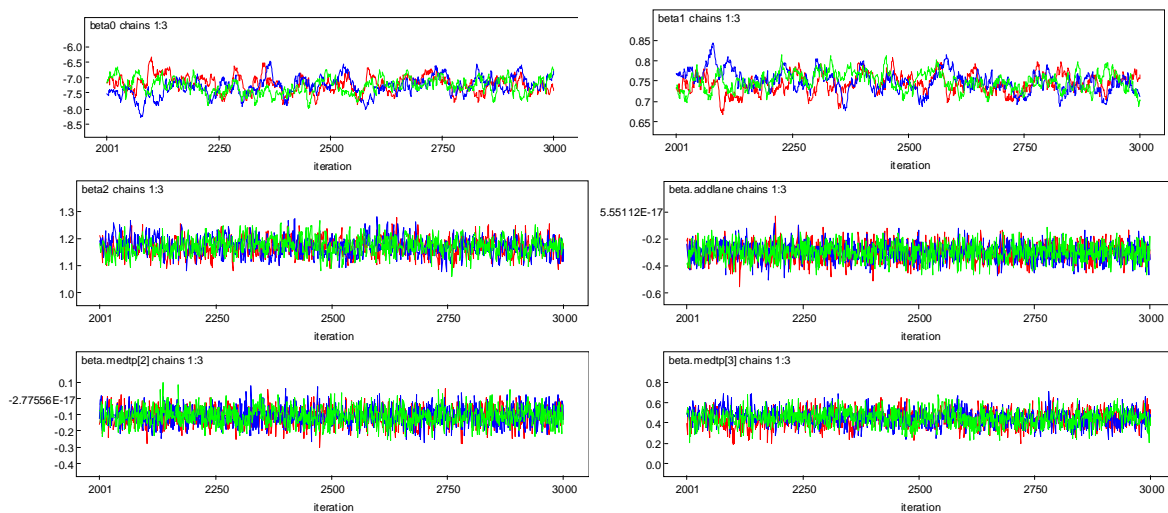 beta0 chains 1:3
-6.0
-6.5
-7.0
-7.5
-8.0
-8.5
2001 2250 2500 2750 3000
iteration
beta1 chains 1:3
0.85
0.8
0.75
0.7
0.65
2001 2250 2500 2750 3000
iteration
beta2 chains 1:3
1.3
1.2
1.1
1.0
2001 2250 2500 2750 3000
iteration
beta.addlane chains 1:3
5.55112E-17
-0.2
-0.4
-0.6
2001 2250 2500 2750 3000
iteration
beta.medtp[2] chains 1:3
0.1
-2.77556E-17
-0.1
-0.2
-0.3
-0.4
2001 2250 2500 2750 3000
iteration
beta.medtp[3] chains 1:3
0.8
0.6
0.4
0.2
0.0
2001 2250 2500 2750 3000
iteration